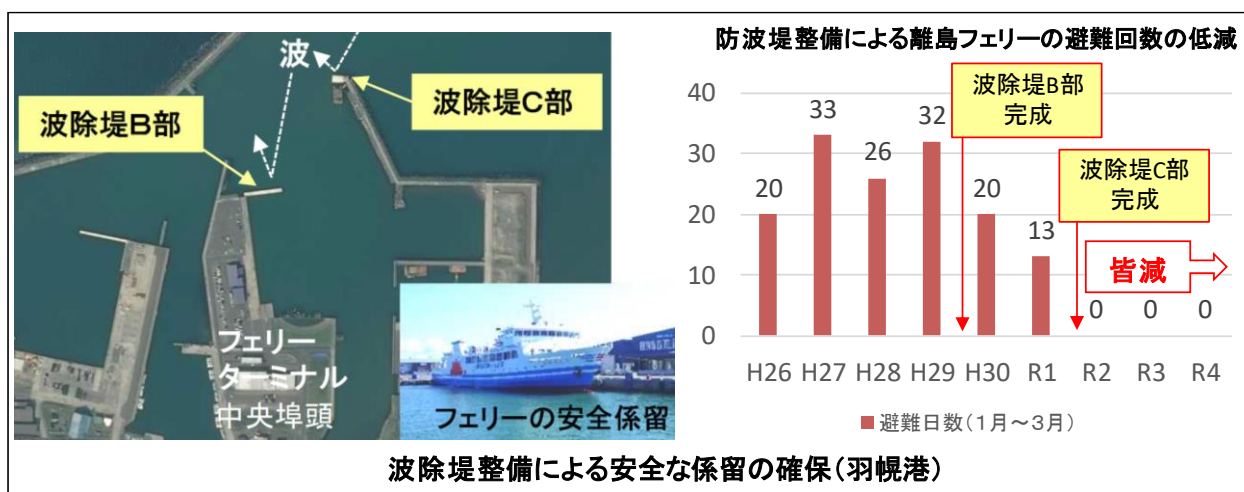 波
波除堤C部
波除堤B部
フェリー
ターミナル
中央埠頭
フェリーの安全係留
防波堤整備による離島フェリーの避難回数の低減
波除堤B部
完成
波除堤C部
完成
皆減
40
30
20
10
0
20
33
26
32
20
13
0
0
0
H26 H27 H28 H29 H30 R1 R2 R3 R4
避難日数(1月~3月)
波除堤整備による安全な係留の確保(羽幌港)